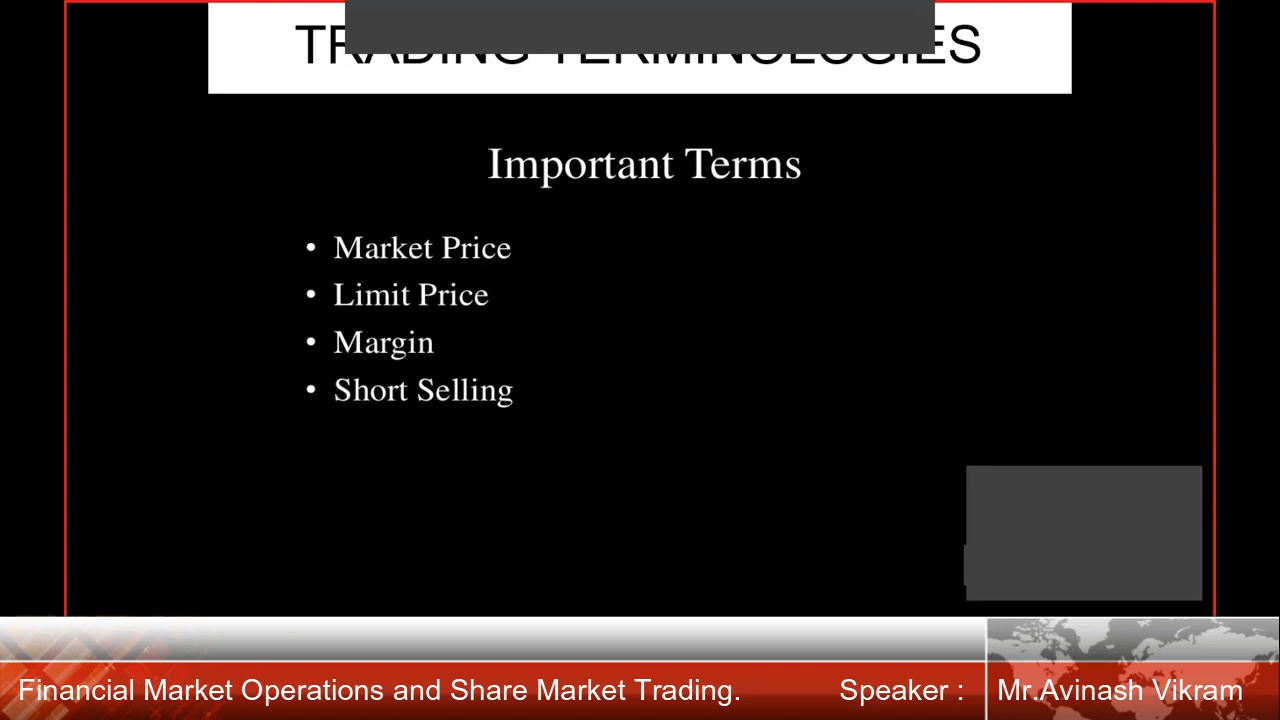 TRADING TERMINOLOGIES
Important Terms
• Market Price
• Limit Price
• Margin
• Short Selling
Financial Market Operations and Share Market Trading. Speaker : Mr.Avinash Vikram